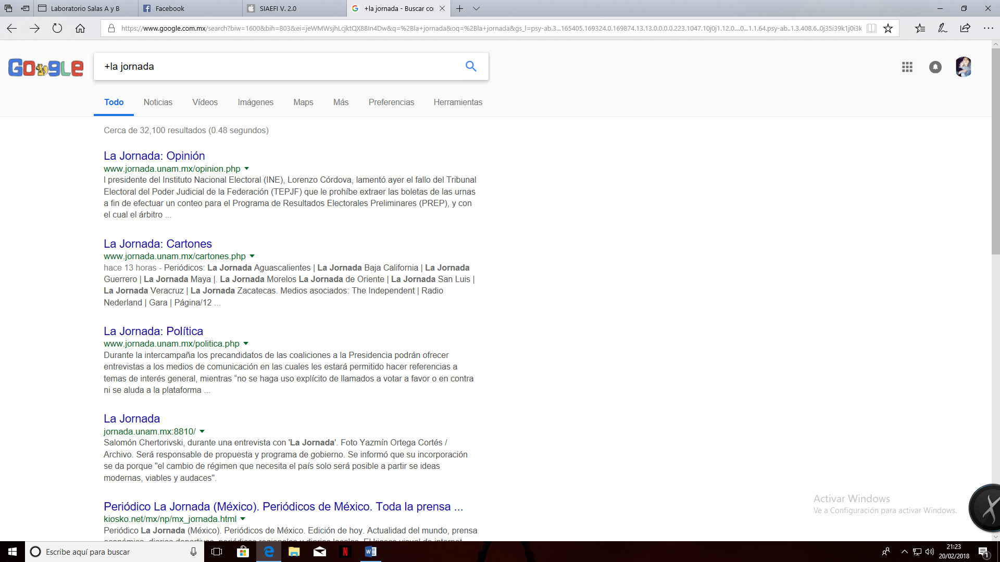 Laboratorio Salas A y B
Facebook
SIAEFI V. 2.0
+la jornada - Buscar co
https://www.google.com.mx/search?biw=1600&bih=803&ei=jeWMWsjhLcjktQX88In4Dw&q=%2Bla+jornada&oq=%2Bla+jornada&gs_l=psy-ab.3...165405.169324.0.169874.13.13.0.0.0.0.223.1047.10j0j1.12.0....0...1.1.64.psy-ab..1.3.408.6..0j35i39k1j0i3k
Google
+la jornada
Todo
Noticias
Vídeos
Imágenes
Maps
Más
Preferencias
Herramientas
Cerca de 32,100 resultados (0.48 segundos)
La Jornada: Opinión
www.jornada.unam.mx/opinion.php
l presidente del Instituto Nacional Electoral (INE), Lorenzo Córdova, lamentó ayer el fallo del Tribunal
Electoral del Poder Judicial de la Federación (TEPJF) que le prohíbe extraer las boletas de las urnas
a fin de efectuar un conteo para el Programa de Resultados Electorales Preliminares (PREP), y con
el cual el árbitro ...
La Jornada: Cartones
www.jornada.unam.mx/cartones.php
hace 13 horas - Periódicos: La Jornada Aguascalientes | La Jornada Baja California | La Jornada
Guerrero | La Jornada Maya |. La Jornada Morelos La Jornada de Oriente | La Jornada San Luis |
La Jornada Veracruz | La Jornada Zacatecas. Medios asociados: The Independent | Radio
Nederland | Gara | Página/12 ...
La Jornada: Política
www.jornada.unam.mx/politica.php
Durante la intercampaña los precandidatos de las coaliciones a la Presidencia podrán ofrecer
entrevistas a los medios de comunicación en las cuales les estará permitido hacer referencias a
temas de interés general, mientras “no se haga uso explícito de llamados a votar a favor o en contra
ni se aluda a la plataforma ...
La Jornada
jornada.unam.mx:8810/
Salomón Chertorivski, durante una entrevista con 'La Jornada'. Foto Yazmín Ortega Cortés /
Archivo. Será responsable de propuesta y programa de gobierno. Se informó que su incorporación
se da porque "el cambio de régimen que necesita el país solo será posible a partir se ideas
modernas, viables y audaces".
Periódico La Jornada (México). Periódicos de México. Toda la prensa ...
kiosko.net/mx/np/mx_jornada.html
Periódico La Jornada (México). Periódicos de México. Edición de hoy. Actualidad del mundo, prensa
Activar Windows
Ve a Configuración para activar Windows.
Escribe aquí para buscar
21:23
20/02/2018
1